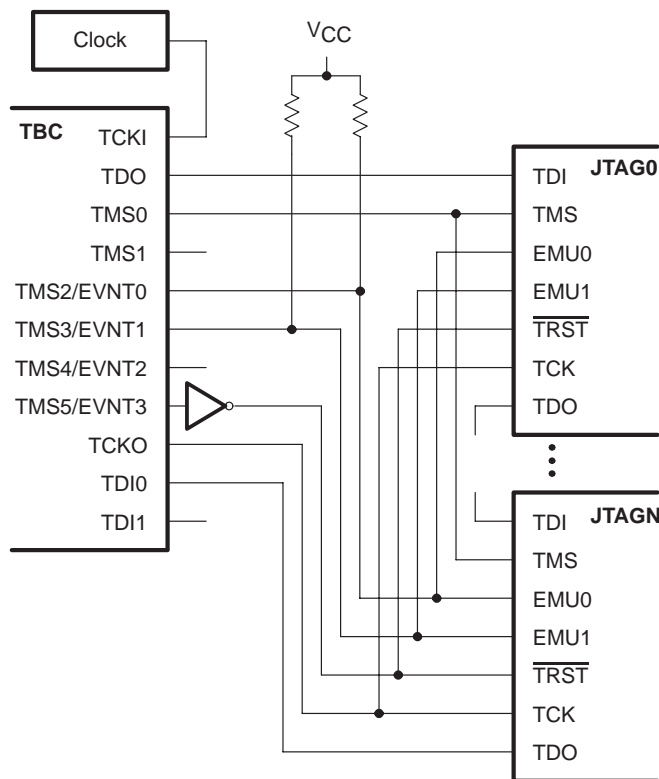 Clock
VCC
TBC
TCKI
TDO
TMS0
TMS1
TMS2/EVNT0
TMS3/EVNT1
TMS4/EVNT2
TMS5/EVNT3
TCKO
TDI0
TDI1
JTAG0
TDI
TMS
EMU0
EMU1
TRST
TCK
TDO
JTAGN
TDI
TMS
EMU0
EMU1
TRST
TCK
TDO